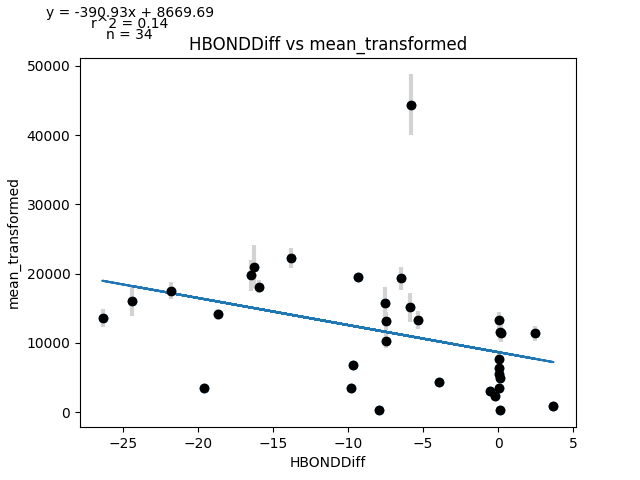 y = -390.93x + 8669.69
r^2 = 0.14
n = 34
HBONDDiff vs mean_transformed
50000
40000
30000
20000
10000
0
mean_transformed
−25
−20
−15
−10
−5
0
5
HBONDDiff